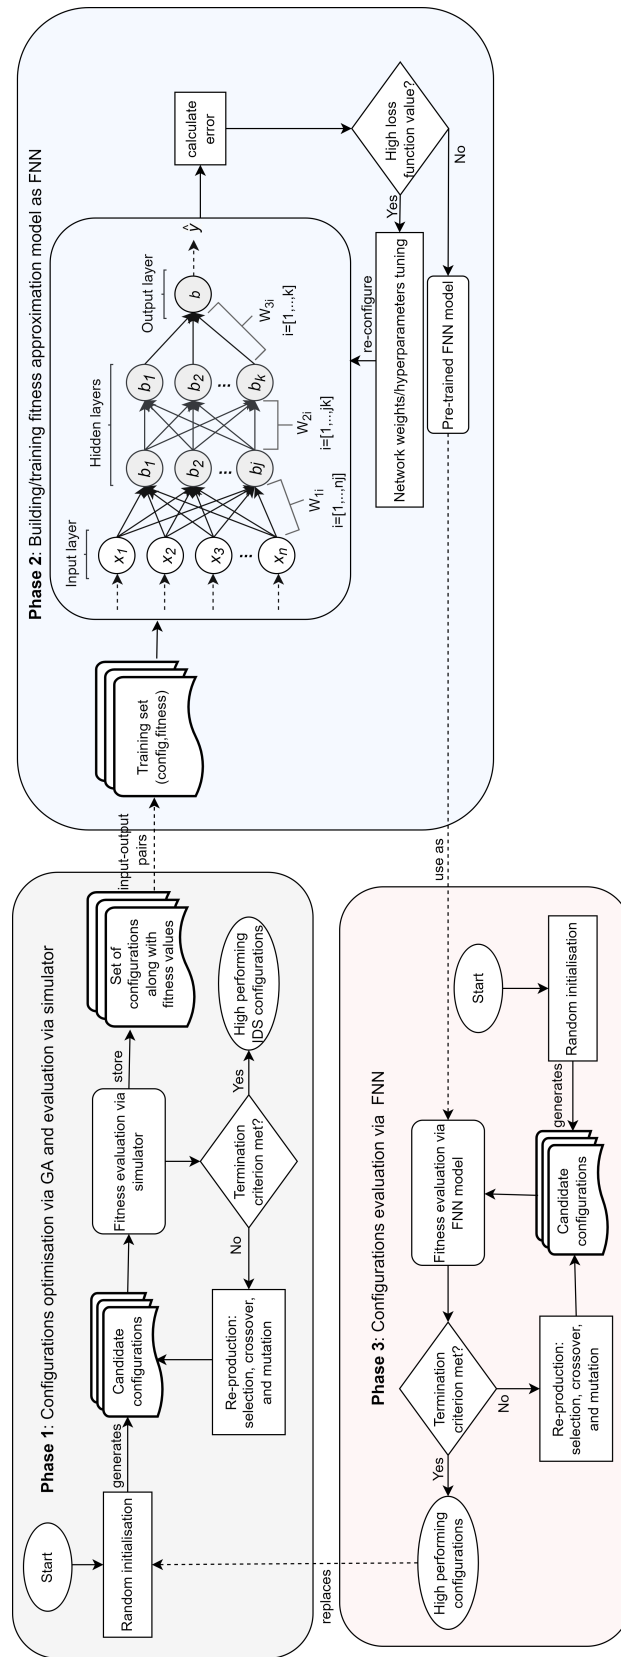 Phase 1: Configurations optimisation via GA and evaluation via simulator
Start
Random initialisation
generates
Candidate
configurations
Fitness evaluation via
simulator
store
Set of
configurations
along with
fitness values
Termination
criterion met?
Yes
High performing
IDS configurations
No
Re-production:
selection, crossover,
and mutation
input-output
pairs
Phase 2: Building/training fitness approximation model as FNN
Training set
(config,fitness)
Input layer
Hidden layers
Output layer
x1
x2
x3
...
xn
b1
b2
...
bj
b1
b2
...
bk
b
ŷ
W1i
i=[1,..,nj]
W2i
i=[1,...jk]
W3i
i=[1,..,k]
calculate
error
High loss
function value?
Yes
No
Network weights/hyperparameters tuning
re-configure
Pre-trained FNN model
use as
replaces
Phase 3: Configurations evaluation via FNN
Start
Random initialisation
generates
Candidate
configurations
Fitness evaluation via
FNN model
Termination
criterion met?
Yes
High performing
configurations
No
Re-production:
selection, crossover,
and mutation